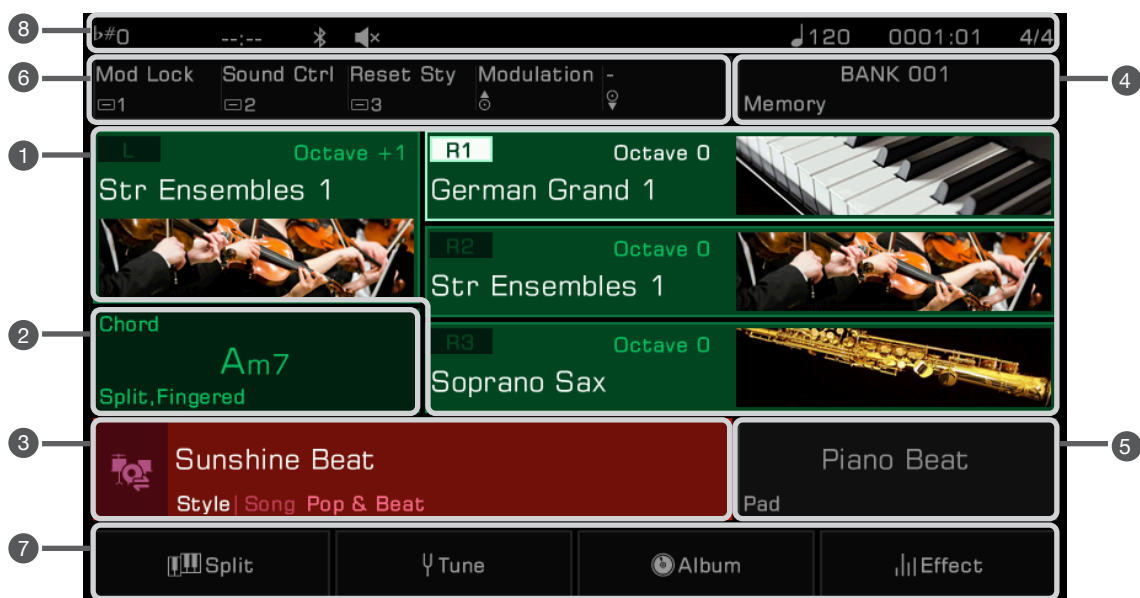 8
♭#0 --:-- ♩120 0001:01 4/4
6
Mod Lock Sound Ctrl Reset Sty Modulation -
1 2 3
BANK 001
Memory
4
1
L Octave +1
Str Ensembles 1
R1 Octave 0
German Grand 1
R2 Octave 0
Str Ensembles 1
R3 Octave 0
Soprano Sax
2
Chord
Am7
Split,Fingered
3
Sunshine Beat
Style | Song Pop & Beat
Piano Beat
Pad
5
7
Split Tune Album Effect